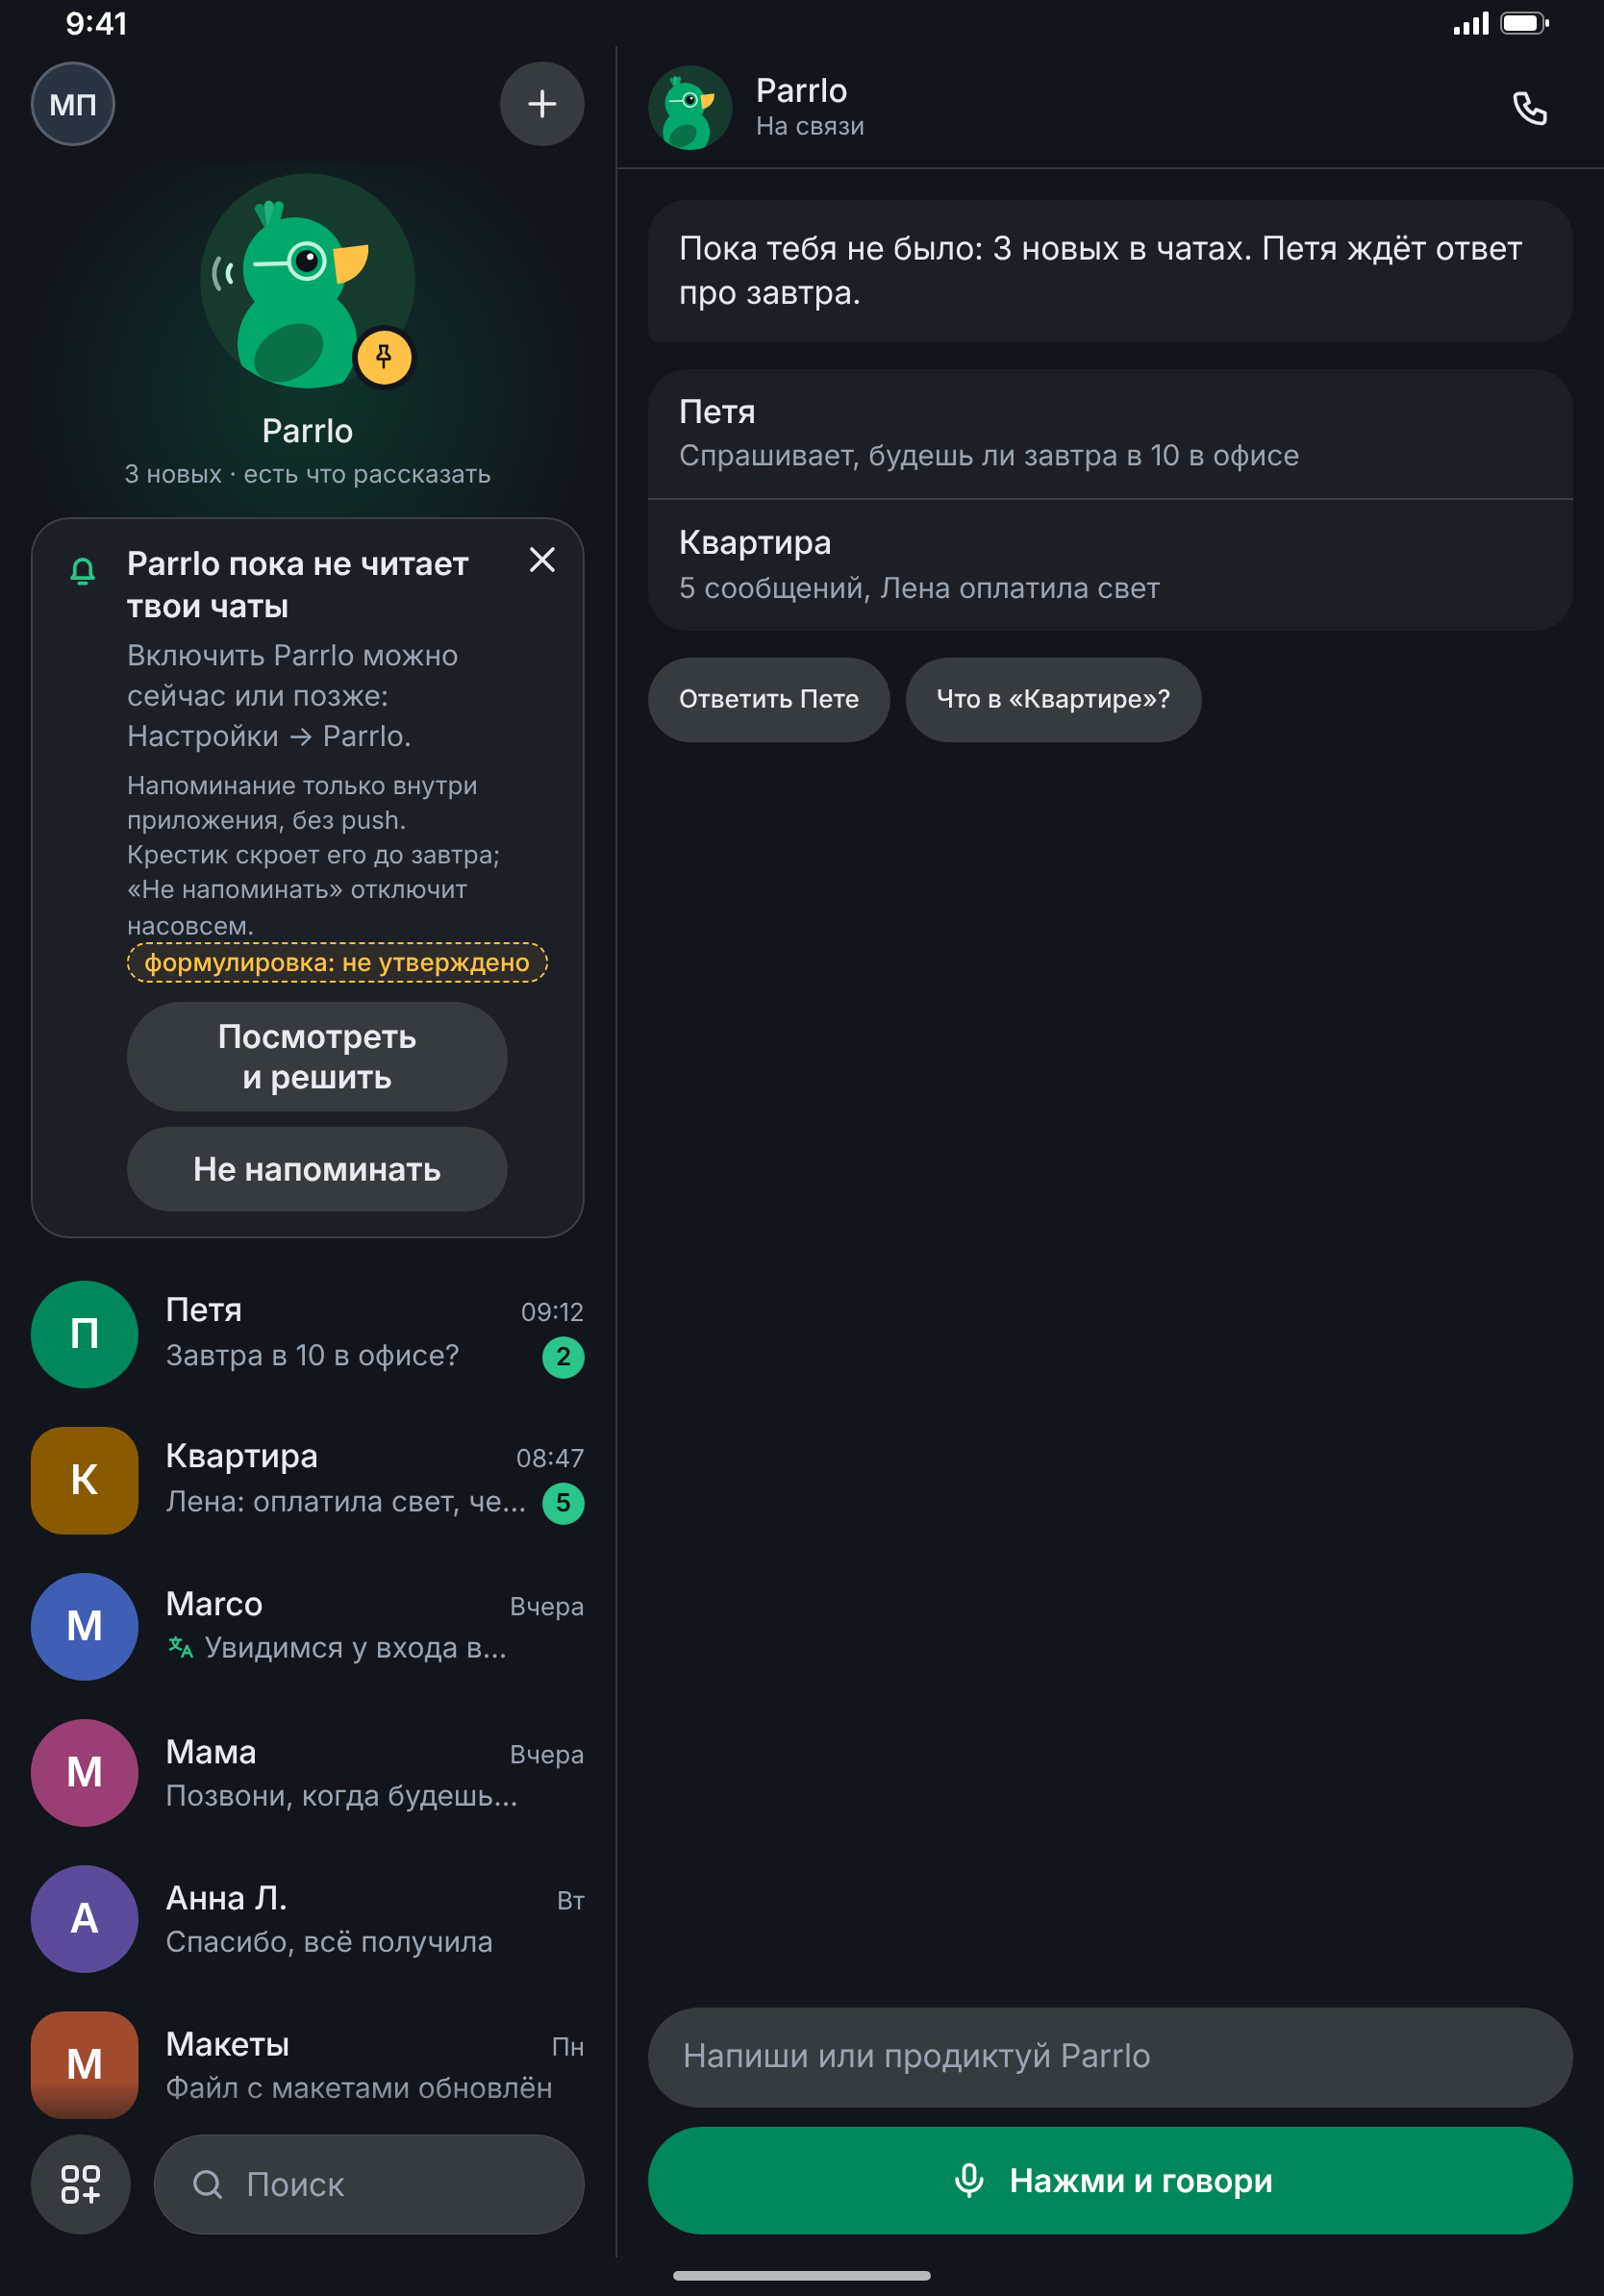 9:41
МП
Parrlo
3 новых · есть что рассказать
Parrlo пока не читает
твои чаты
Включить Parrlo можно
сейчас или позже:
Настройки → Parrlo.
Напоминание только внутри
приложения, без push.
Крестик скроет его до завтра;
«Не напоминать» отключит
насовсем.
формулировка: не утверждено
Посмотреть
и решить
Не напоминать
П
Петя
09:12
Завтра в 10 в офисе?
2
К
Квартира
08:47
Лена: оплатила свет, че...
5
М
Marco
Вчера
Увидимся у входа в...
М
Мама
Вчера
Позвони, когда будешь...
А
Анна Л.
Вт
Спасибо, всё получила
М
Макеты
Пн
Файл с макетами обновлён
Поиск
Parrlo
На связи
Пока тебя не было: 3 новых в чатах. Петя ждёт ответ
про завтра.
Петя
Спрашивает, будешь ли завтра в 10 в офисе
Квартира
5 сообщений, Лена оплатила свет
Ответить Пете
Что в «Квартире»?
Напиши или продиктуй Parrlo
Нажми и говори